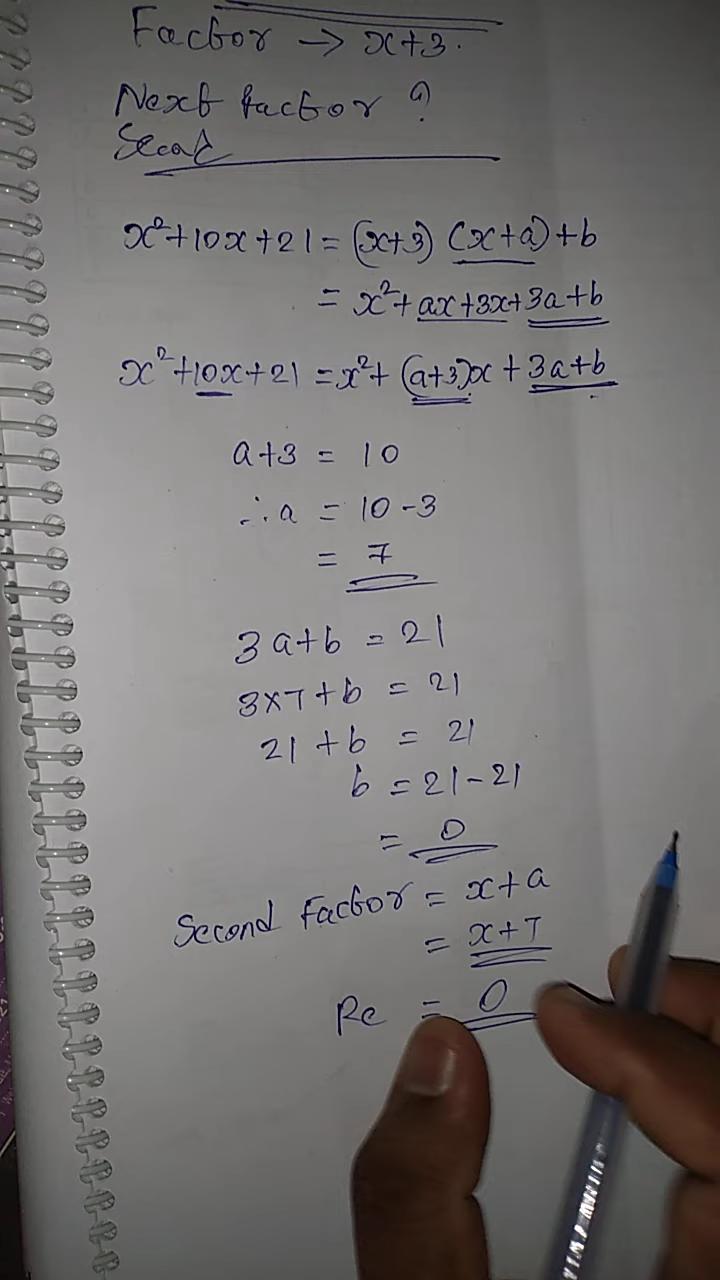 Factor → x+3.
Next factor ?
x²+10x+21 = (x+3) (x+a)+b
= x²+ax+3x+3a+b
x²+10x+21 = x²+(a+3)x+3a+b
a+3 = 10
∴a = 10-3
= 7
3a+b = 21
3×7+b = 21
21+b = 21
b = 21-21
= 0
Second Factor = x+a
= x+7
Re = 0